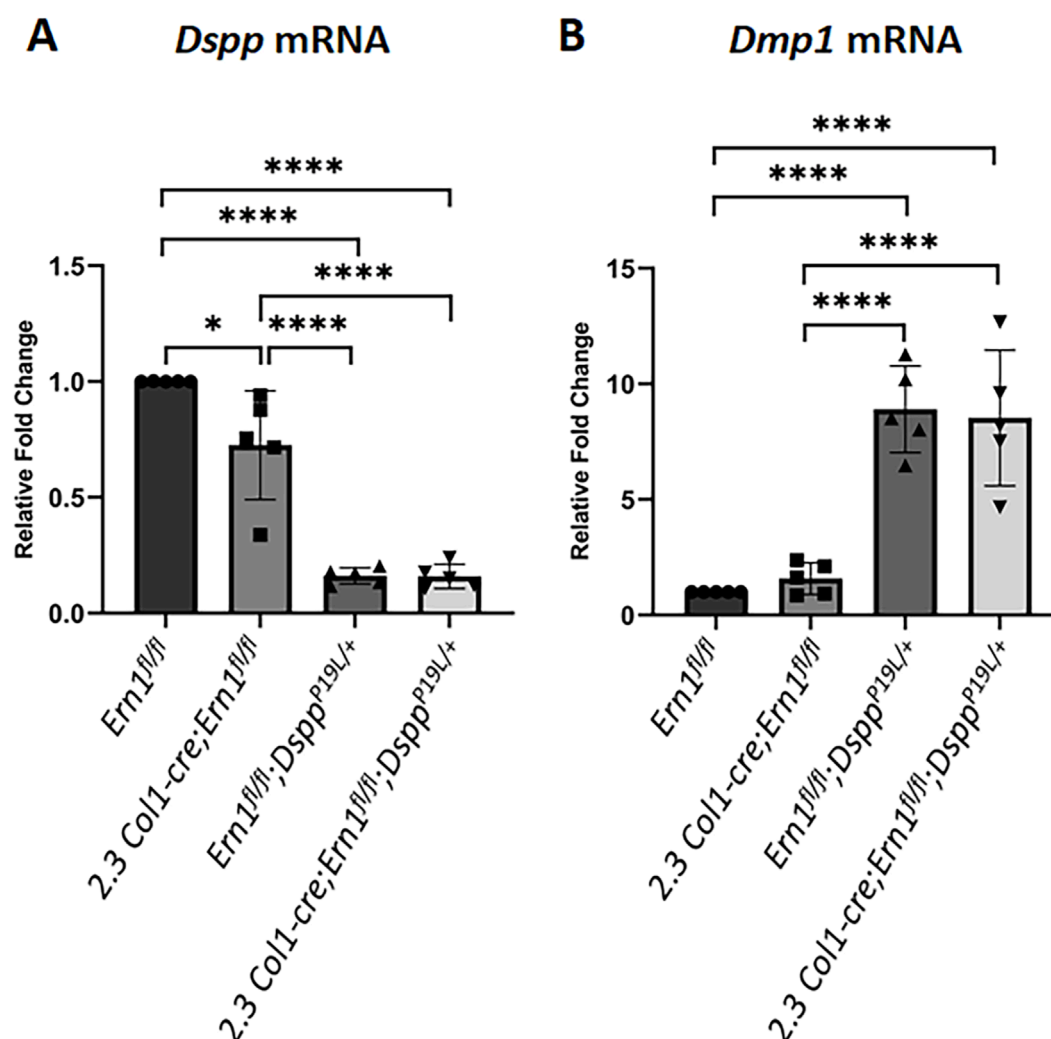 A
Dspp mRNA
****
****
****
* ****
1.5
1.0
0.5
0.0
Relative Fold Change
Ern1fl/fl
2.3 Col1-cre;Ern1fl/fl
Ern1fl/fl;DsppP19L/+
2.3 Col1-cre;Ern1fl/fl;DsppP19L/+
B
Dmp1 mRNA
****
****
****
****
15
10
5
0
Relative Fold Change
Ern1fl/fl
2.3 Col1-cre;Ern1fl/fl
Ern1fl/fl;DsppP19L/+
2.3 Col1-cre;Ern1fl/fl;DsppP19L/+